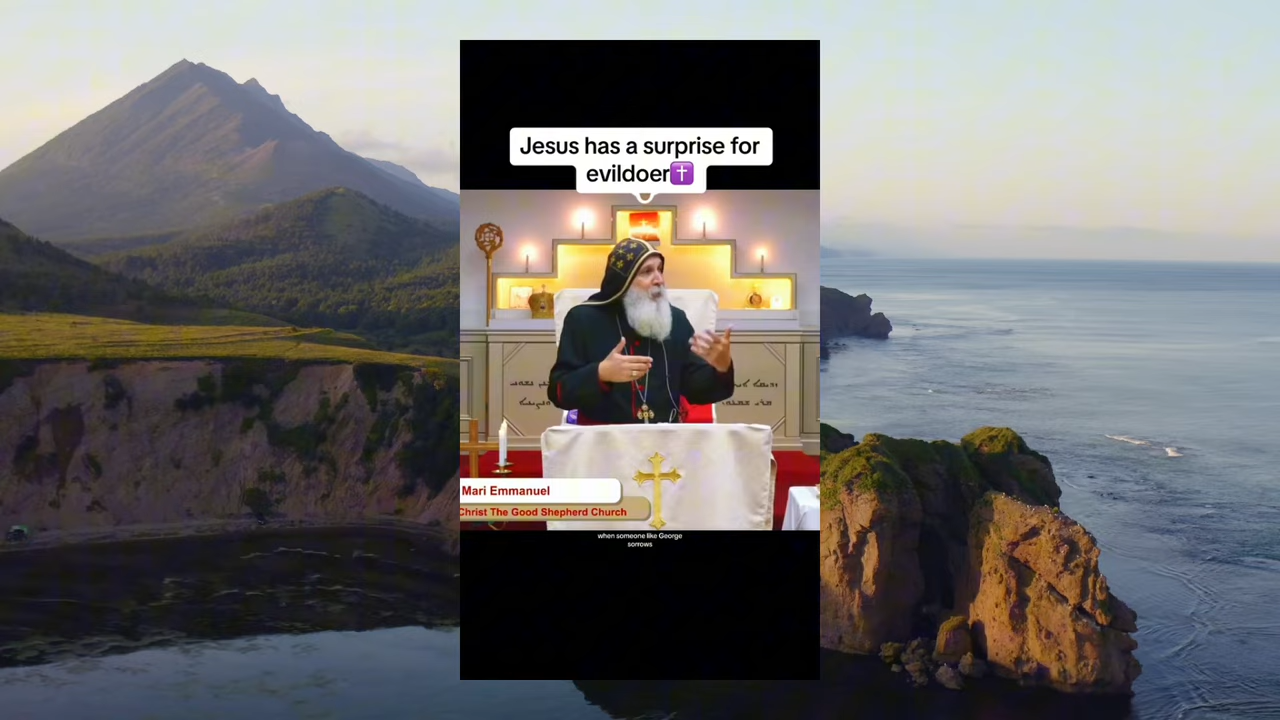 Jesus has a surprise for
evildoer✝️
Mari Emmanuel
Christ The Good Shepherd Church
when someone like George
sorrows